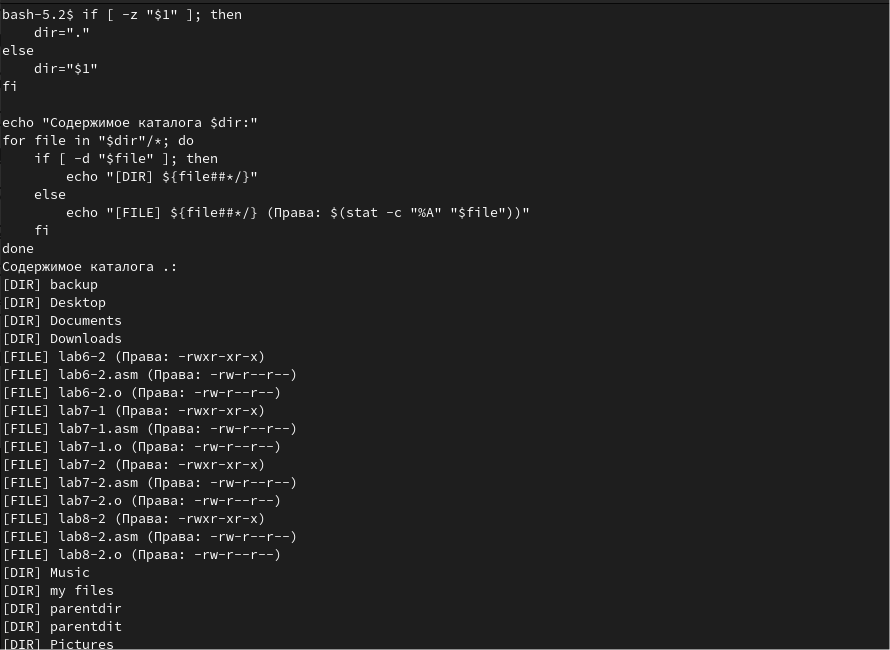 bash-5.2$ if [ -z "$1" ]; then
    dir="."
else
    dir="$1"
fi

echo "Содержимое каталога $dir:"
for file in "$dir"/*; do
    if [ -d "$file" ]; then
        echo "[DIR] ${file##*/}"
    else
        echo "[FILE] ${file##*/} (Права: $(stat -c "%A" "$file"))"
    fi
done
Содержимое каталога .:
[DIR] backup
[DIR] Desktop
[DIR] Documents
[DIR] Downloads
[FILE] lab6-2 (Права: -rwxr-xr-x)
[FILE] lab6-2.asm (Права: -rw-r--r--)
[FILE] lab6-2.o (Права: -rw-r--r--)
[FILE] lab7-1 (Права: -rwxr-xr-x)
[FILE] lab7-1.asm (Права: -rw-r--r--)
[FILE] lab7-1.o (Права: -rw-r--r--)
[FILE] lab7-2 (Права: -rwxr-xr-x)
[FILE] lab7-2.asm (Права: -rw-r--r--)
[FILE] lab7-2.o (Права: -rw-r--r--)
[FILE] lab8-2 (Права: -rwxr-xr-x)
[FILE] lab8-2.asm (Права: -rw-r--r--)
[FILE] lab8-2.o (Права: -rw-r--r--)
[DIR] Music
[DIR] my files
[DIR] parentdir
[DIR] parentdit
[DIR] Pictures